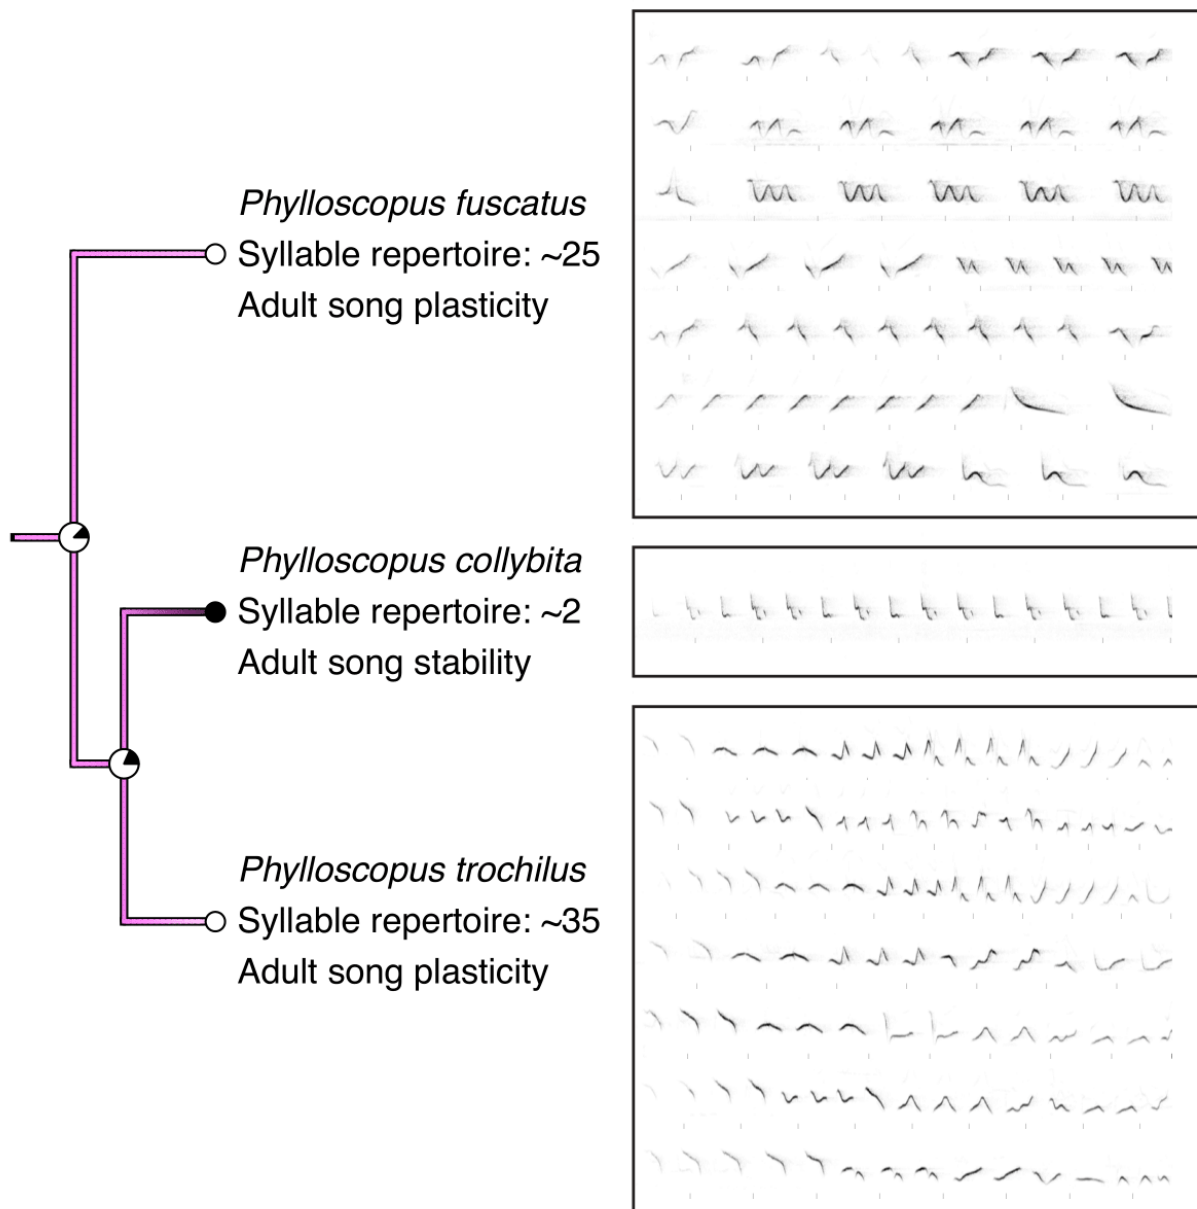 Phylloscopus fuscatus
Syllable repertoire: ~25
Adult song plasticity
Phylloscopus collybita
Syllable repertoire: ~2
Adult song stability
Phylloscopus trochilus
Syllable repertoire: ~35
Adult song plasticity